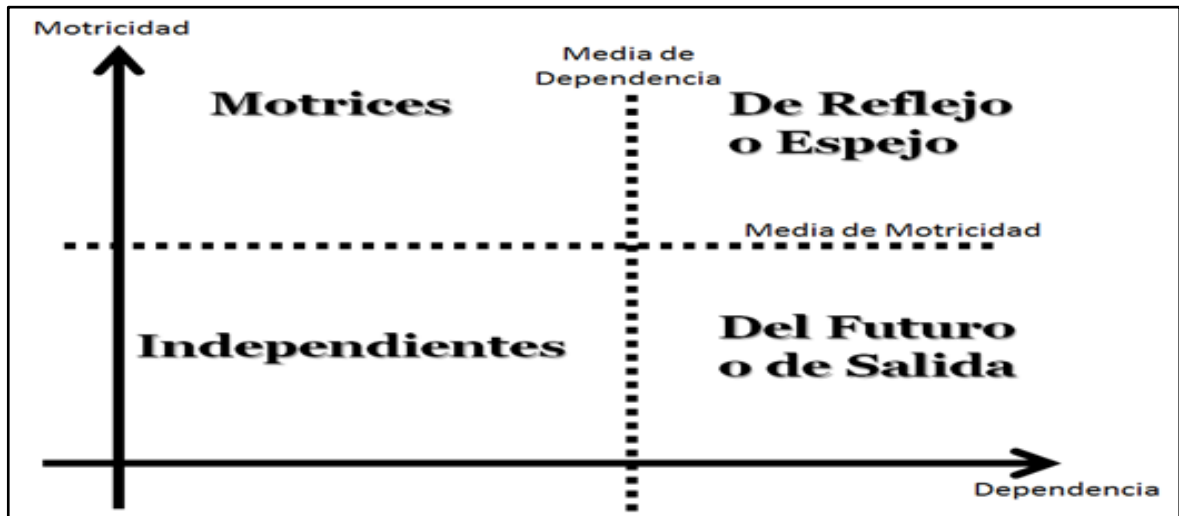 Motricidad
Media de
Dependencia
Motrices
De Reflejo
o Espejo
Media de Motricidad
Independientes
Del Futuro
o de Salida
Dependencia